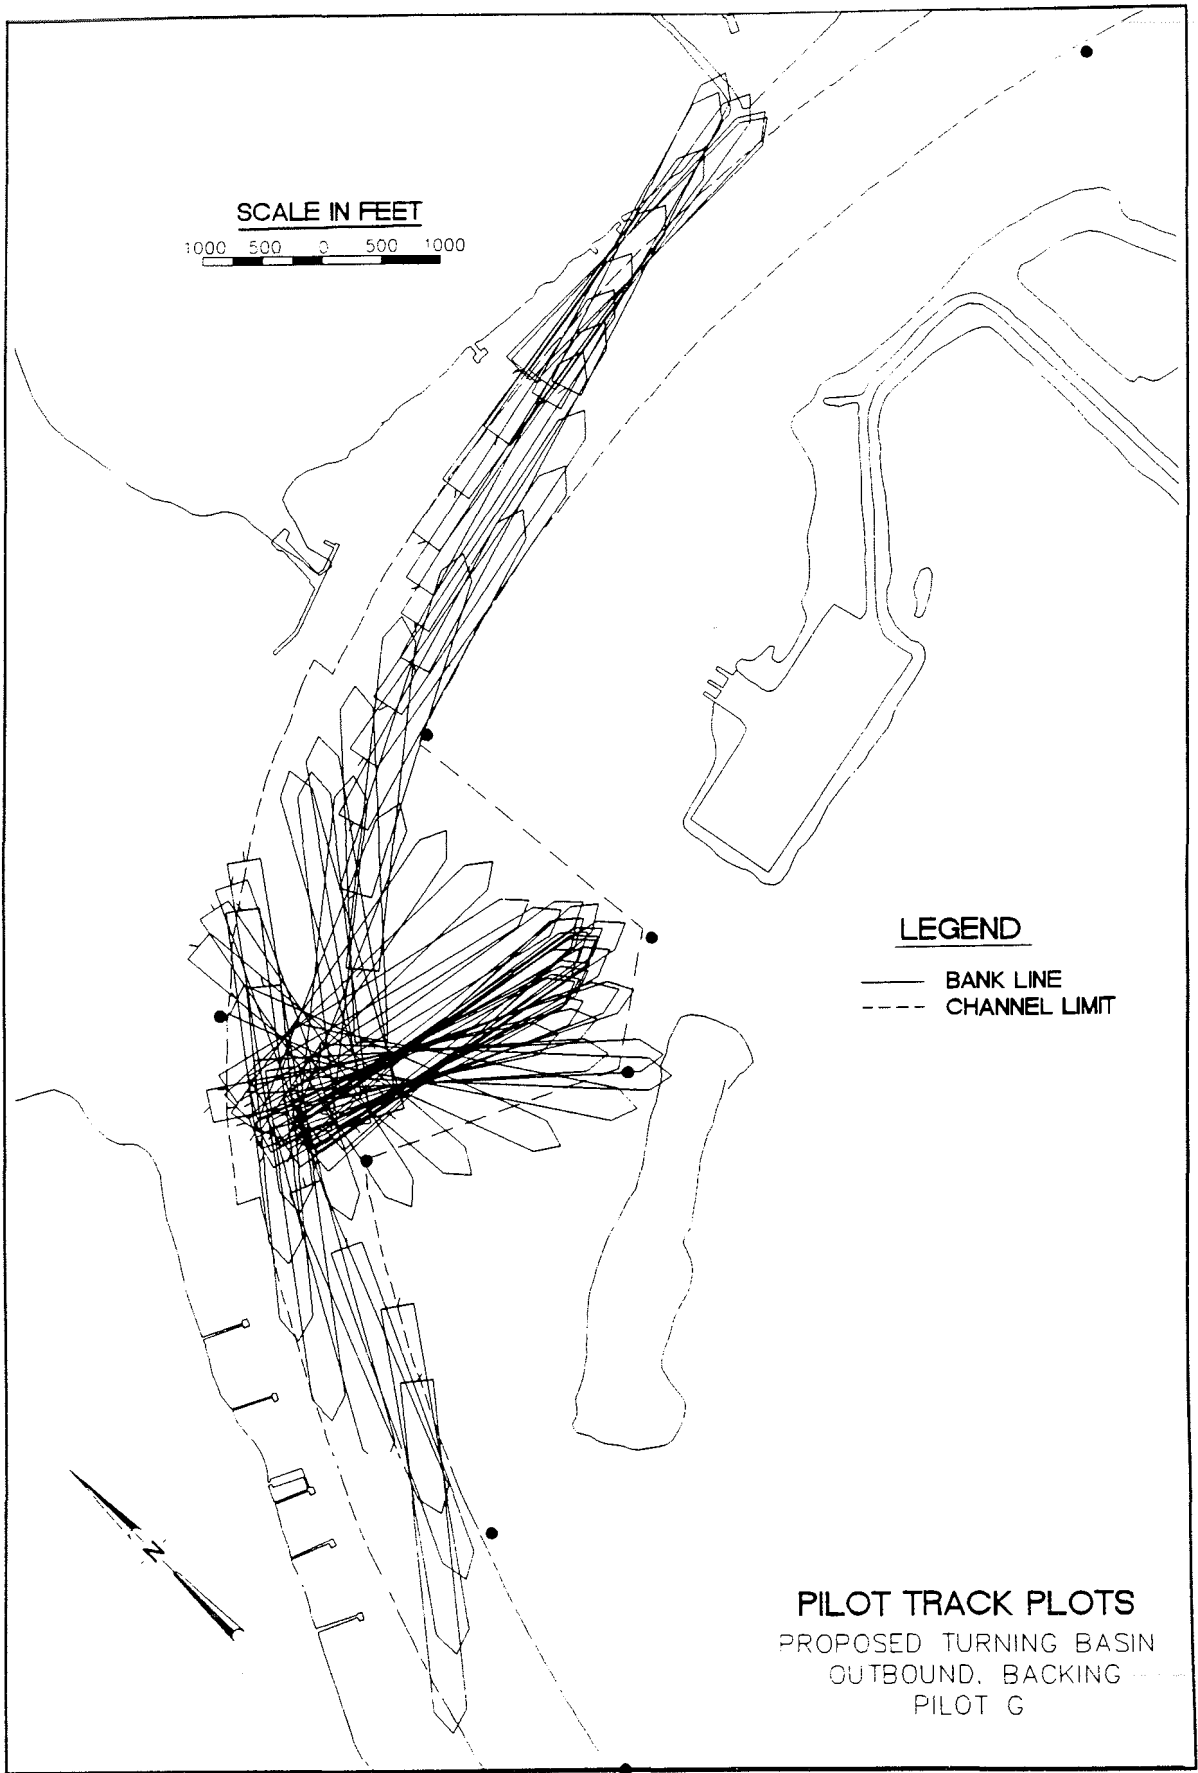 SCALE IN FEET
1000 500 0 500 1000
LEGEND
BANK LINE
CHANNEL LIMIT
N
PILOT TRACK PLOTS
PROPOSED TURNING BASIN
OUTBOUND, BACKING
PILOT G